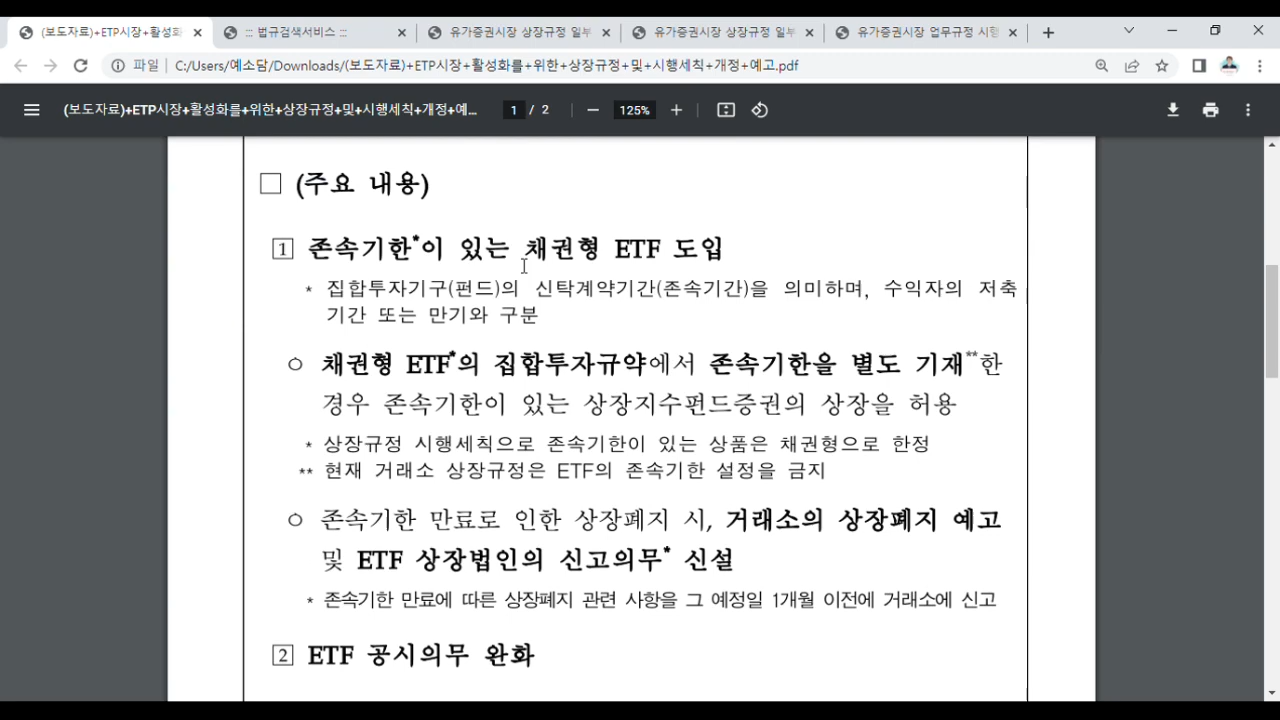 (보도자료)+ETP시장+활성화
::: 법규검색서비스 :::
유가증권시장 상장규정 일부
유가증권시장 상장규정 일부
유가증권시장 업무규정 시행
파일 C:/Users/예소담/Downloads/(보도자료)+ETP시장+활성화를+위한+상장규정+및+시행세칙+개정+예고.pdf
(보도자료)+ETP시장+활성화를+위한+상장규정+및+시행세칙+개정+예... 1 / 2 125%
(주요 내용)
1 존속기한*이 있는 채권형 ETF 도입
* 집합투자기구(펀드)의 신탁계약기간(존속기간)을 의미하며, 수익자의 저축
기간 또는 만기와 구분
○ 채권형 ETF*의 집합투자규약에서 존속기한을 별도 기재**한
경우 존속기한이 있는 상장지수펀드증권의 상장을 허용
* 상장규정 시행세칙으로 존속기한이 있는 상품은 채권형으로 한정
** 현재 거래소 상장규정은 ETF의 존속기한 설정을 금지
○ 존속기한 만료로 인한 상장폐지 시, 거래소의 상장폐지 예고
및 ETF 상장법인의 신고의무* 신설
* 존속기한 만료에 따른 상장폐지 관련 사항을 그 예정일 1개월 이전에 거래소에 신고
2 ETF 공시의무 완화